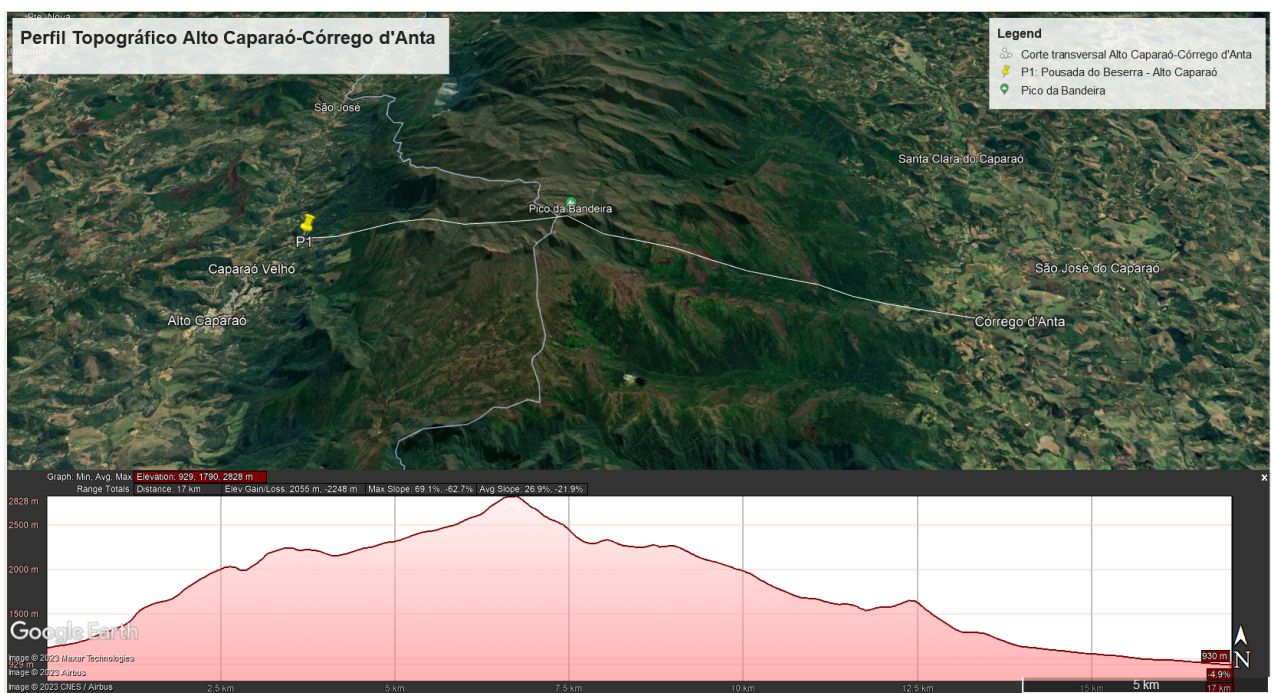 Pte. Nova
Perfil Topográfico Alto Caparaó-Córrego d'Anta
Legend
Corte transversal Alto Caparaó-Córrego d'Anta
P1: Pousada do Beserra - Alto Caparaó
Pico da Bandeira
São José
Santa Clara do Caparaó
Pico da Bandeira
P1
Caparaó Velho
São José do Caparaó
Alto Caparaó
Córrego d'Anta
Graph: Min, Avg, Max Elevation: 929, 1790, 2828 m
x
Range Totals Distance: 17 km Elev Gain/Loss: 2055 m, -2248 m Max Slope: 69.1%, -62.7% Avg Slope: 26.9%, -21.9%
2828 m
2500 m
2000 m
1500 m
Google Earth
930 m
N
Image © 2023 Maxar Technologies
929 m
Image © 2023 Airbus
-4.9%
Image © 2023 CNES / Airbus
2.5 km 5 km 7.5 km 10 km 12.5 km 15 km 5 km 17 km